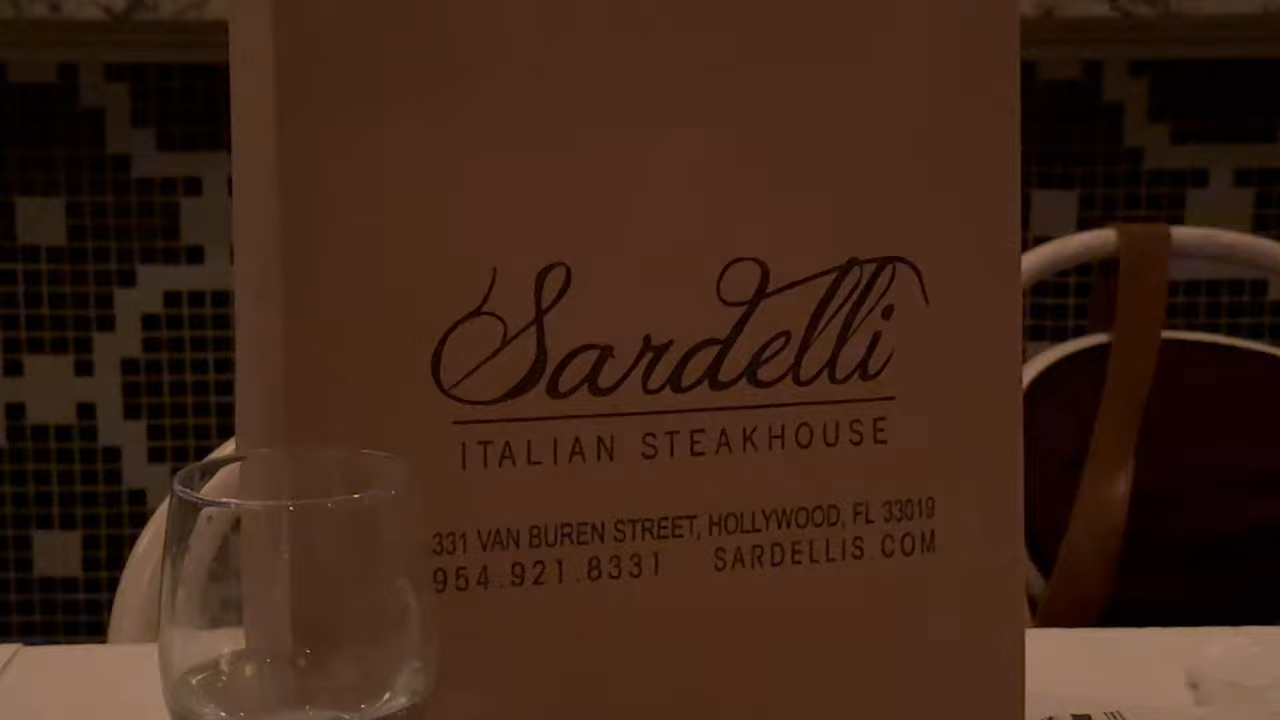 Sardelli
ITALIAN STEAKHOUSE
331 VAN BUREN STREET, HOLLYWOOD, FL 33019
954.921.8331 SARDELLIS.COM